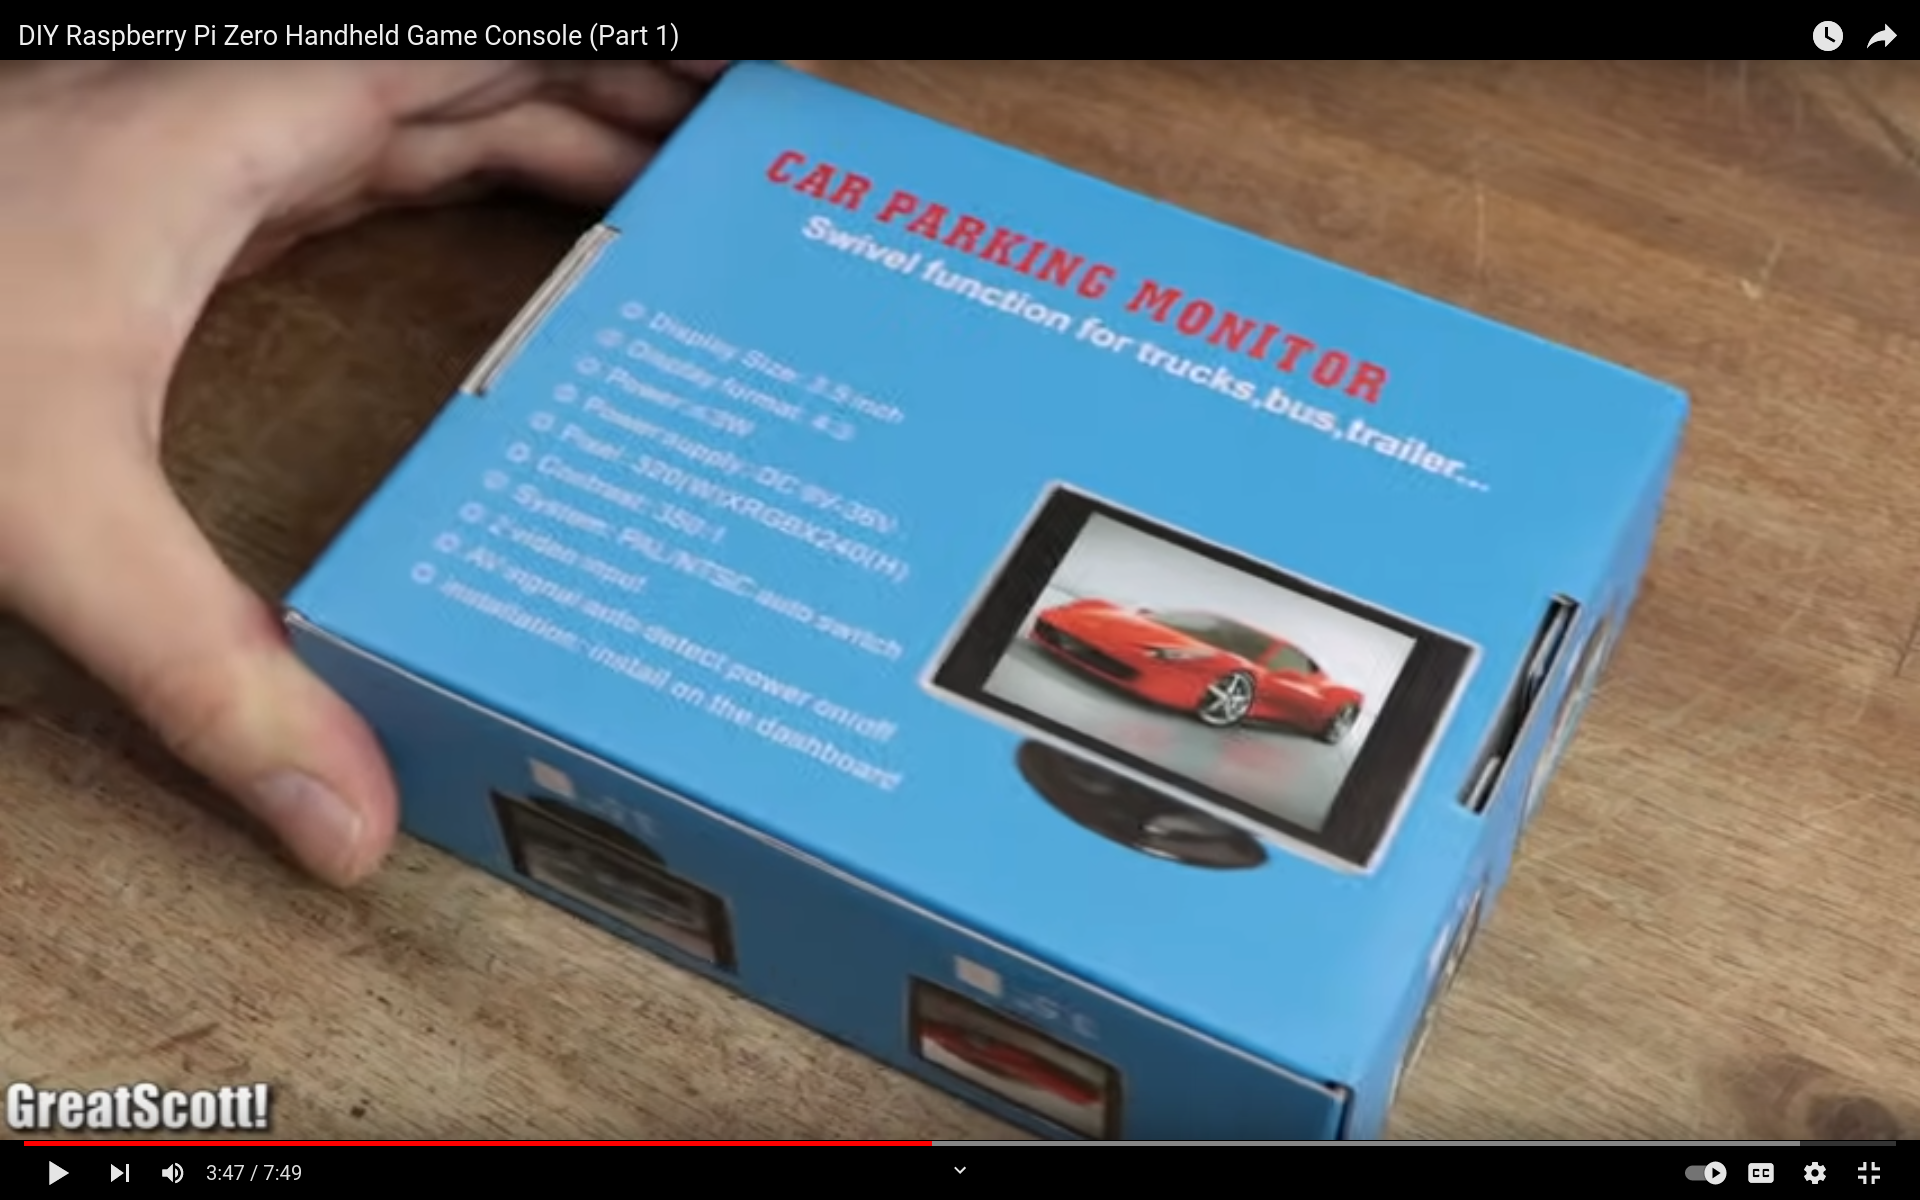 DIY Raspberry Pi Zero Handheld Game Console (Part 1)
CAR PARKING MONITOR
Swivel function for trucks,bus,trailer...
Display Size: 3.5 inch
Display format: 4:3
Power: <3W
Power supply: DC 9V-36V
Pixel: 320(W)XRGBX240(H)
Contrast: 350:1
System: PAL/NTSC auto switch
2 video input
AV signal auto detect power on/off
installation: install on the dashboard
GreatScott!
3:47 / 7:49
CC